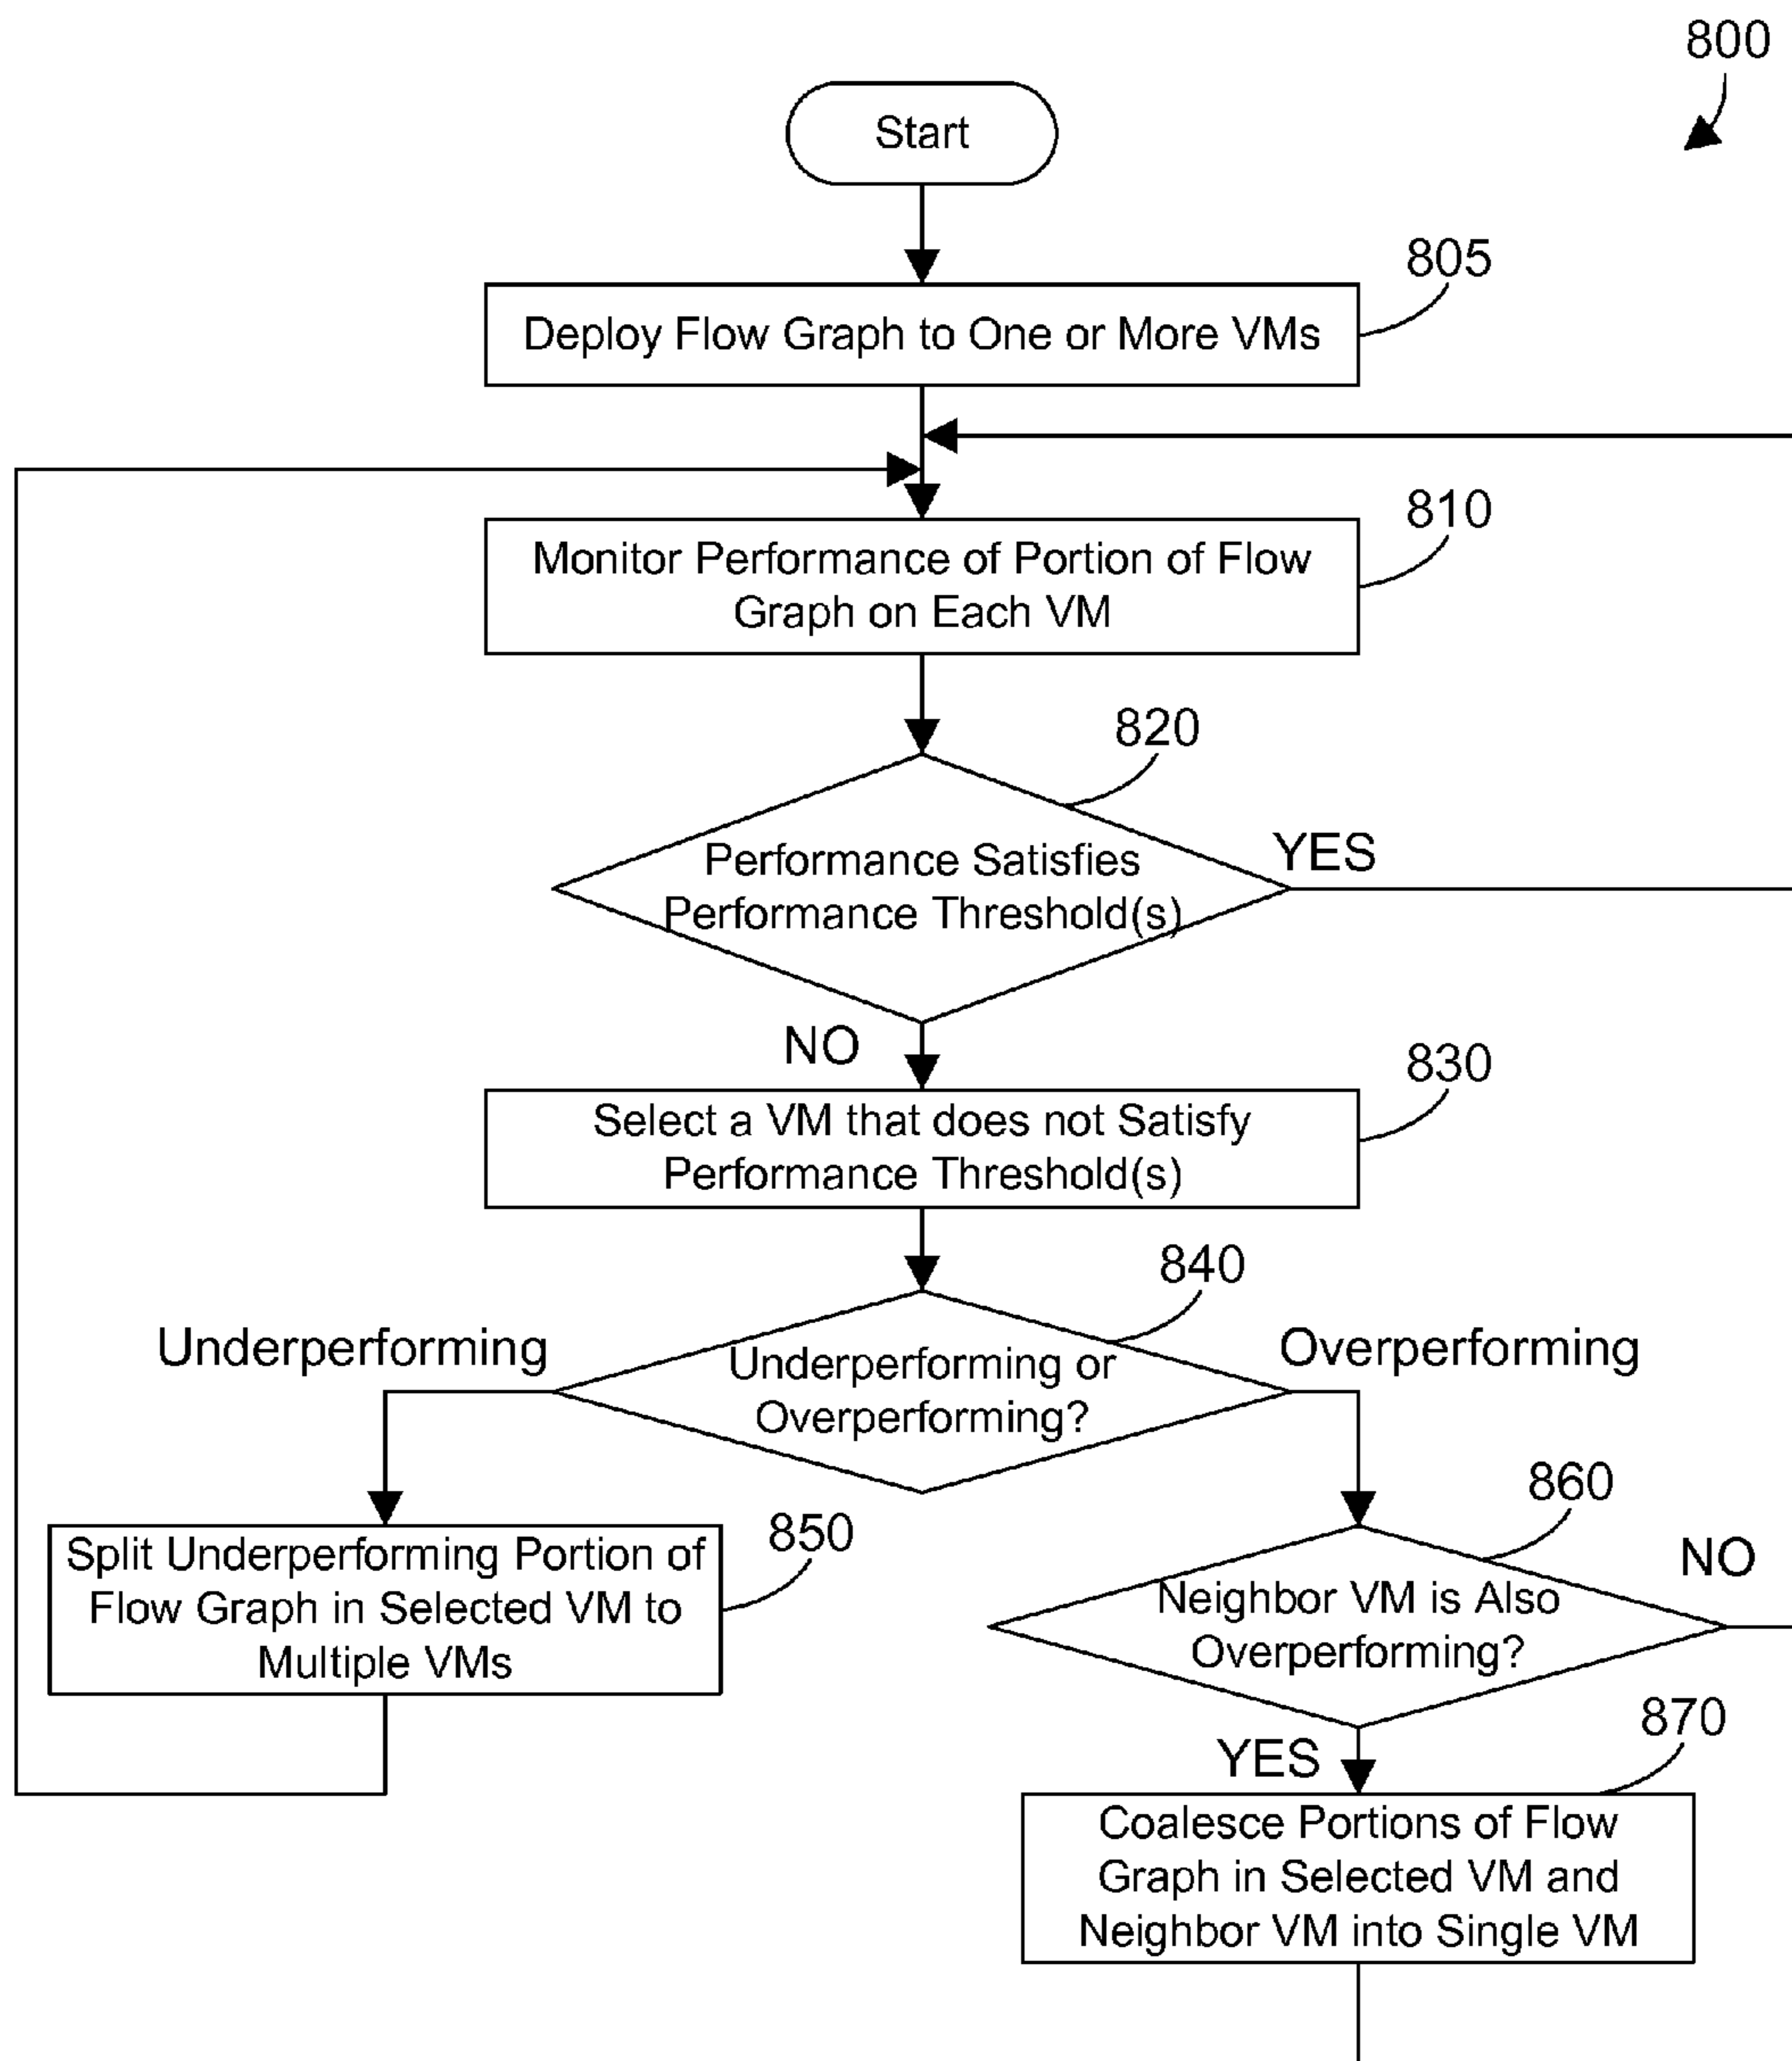 800
Start
805
Deploy Flow Graph to One or More VMs
810
Monitor Performance of Portion of Flow
Graph on Each VM
820
Performance Satisfies
Performance Threshold(s)
YES
NO
830
Select a VM that does not Satisfy
Performance Threshold(s)
840
Underperforming
Underperforming or
Overperforming?
Overperforming
850
Split Underperforming Portion of
Flow Graph in Selected VM to
Multiple VMs
860
Neighbor VM is Also
Overperforming?
NO
YES
870
Coalesce Portions of Flow
Graph in Selected VM and
Neighbor VM into Single VM